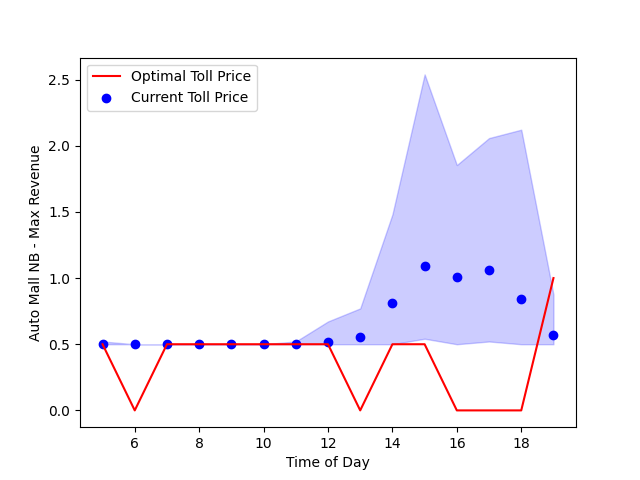 Optimal Toll Price
Current Toll Price
Auto Mall NB - Max Revenue
2.5
2.0
1.5
1.0
0.5
0.0
6 8 10 12 14 16 18
Time of Day